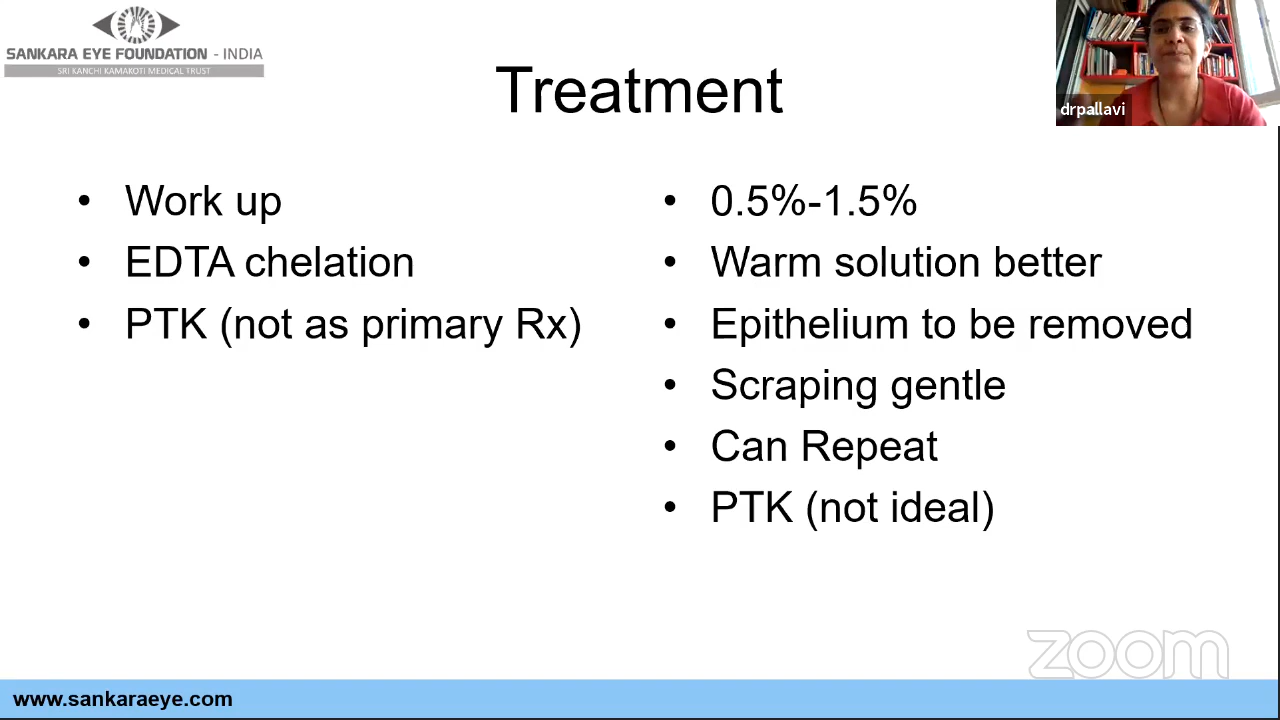 SANKARA EYE FOUNDATION - INDIA
SRI KANCHI KAMAKOTI MEDICAL TRUST
drpallavi
Treatment
• Work up
• EDTA chelation
• PTK (not as primary Rx)
• 0.5%-1.5%
• Warm solution better
• Epithelium to be removed
• Scraping gentle
• Can Repeat
• PTK (not ideal)
zoom
www.sankaraeye.com